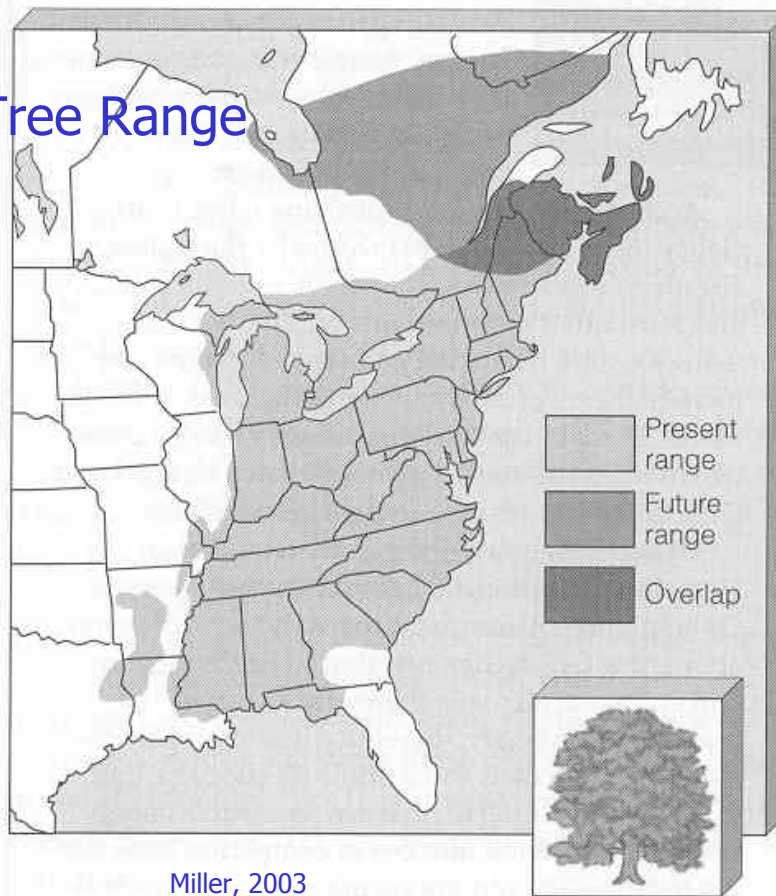 Tree Range
Present
range
Future
range
Overlap
Miller, 2003